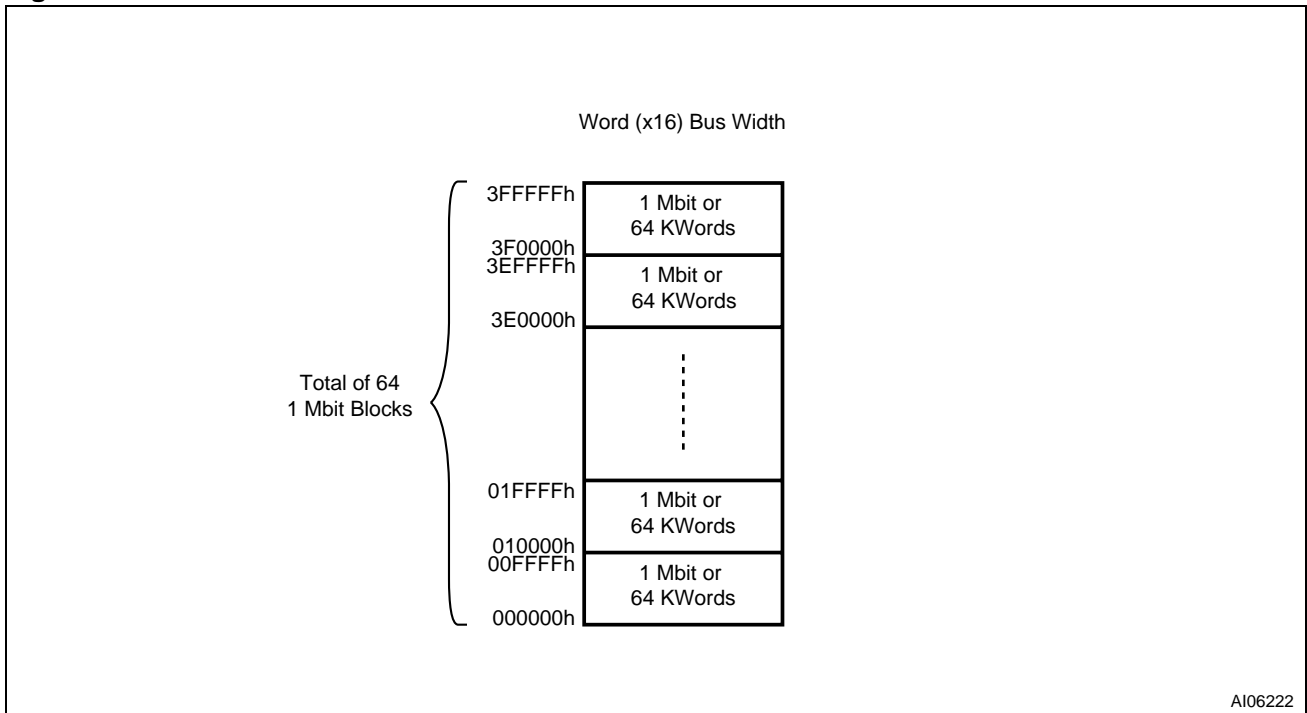 Word (x16) Bus Width
3FFFFFh
1 Mbit or
64 KWords
3F0000h
3EFFFFh
1 Mbit or
64 KWords
3E0000h
Total of 64
1 Mbit Blocks
01FFFFh
1 Mbit or
64 KWords
010000h
00FFFFh
1 Mbit or
64 KWords
000000h
AI06222